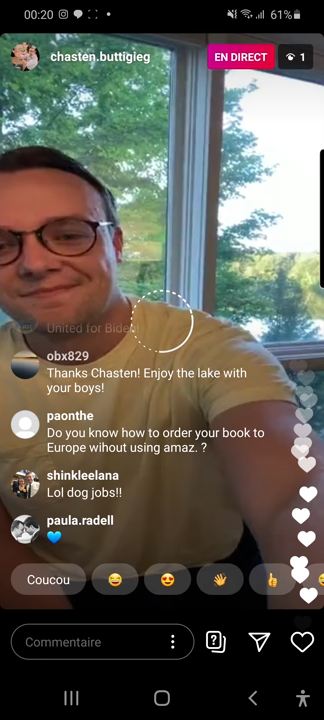 00:20
61%
chasten.buttigieg
EN DIRECT
1
United for Biden!
obx829
Thanks Chasten! Enjoy the lake with
your boys!
paonthe
Do you know how to order your book to
Europe wihout using amaz. ?
shinkleelana
Lol dog jobs!!
paula.radell
💙
Coucou
Commentaire